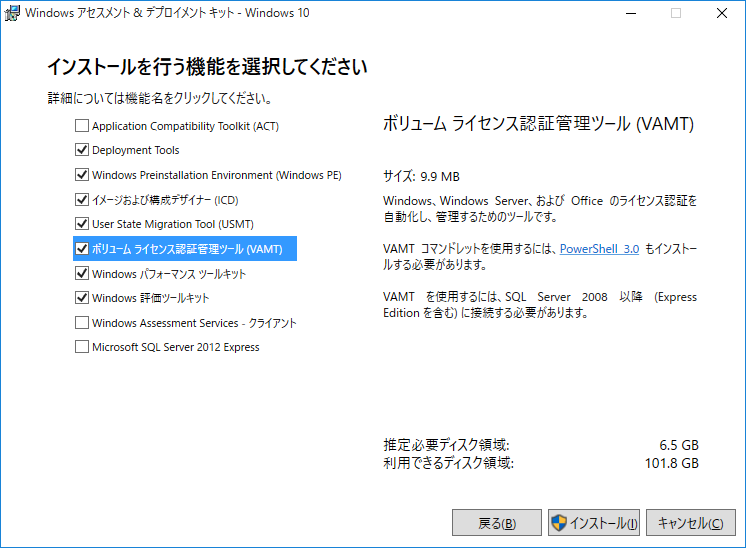 Windows アセスメント & デプロイメント キット - Windows 10
インストールを行う機能を選択してください
詳細については機能名をクリックしてください。
Application Compatibility Toolkit (ACT)
Deployment Tools
Windows Preinstallation Environment (Windows PE)
イメージおよび構成デザイナー (ICD)
User State Migration Tool (USMT)
ボリューム ライセンス認証管理ツール (VAMT)
Windows パフォーマンス ツールキット
Windows 評価ツールキット
Windows Assessment Services - クライアント
Microsoft SQL Server 2012 Express
ボリューム ライセンス認証管理ツール (VAMT)
サイズ: 9.9 MB
Windows、Windows Server、および Office のライセンス認証を
自動化し、管理するためのツールです。
VAMT コマンドレットを使用するには、PowerShell 3.0 もインストー
ルする必要があります。
VAMT を使用するには、SQL Server 2008 以降 (Express
Edition を含む) に接続する必要があります。
推定必要ディスク領域: 6.5 GB
利用できるディスク領域: 101.8 GB
戻る(B) インストール(I) キャンセル(C)